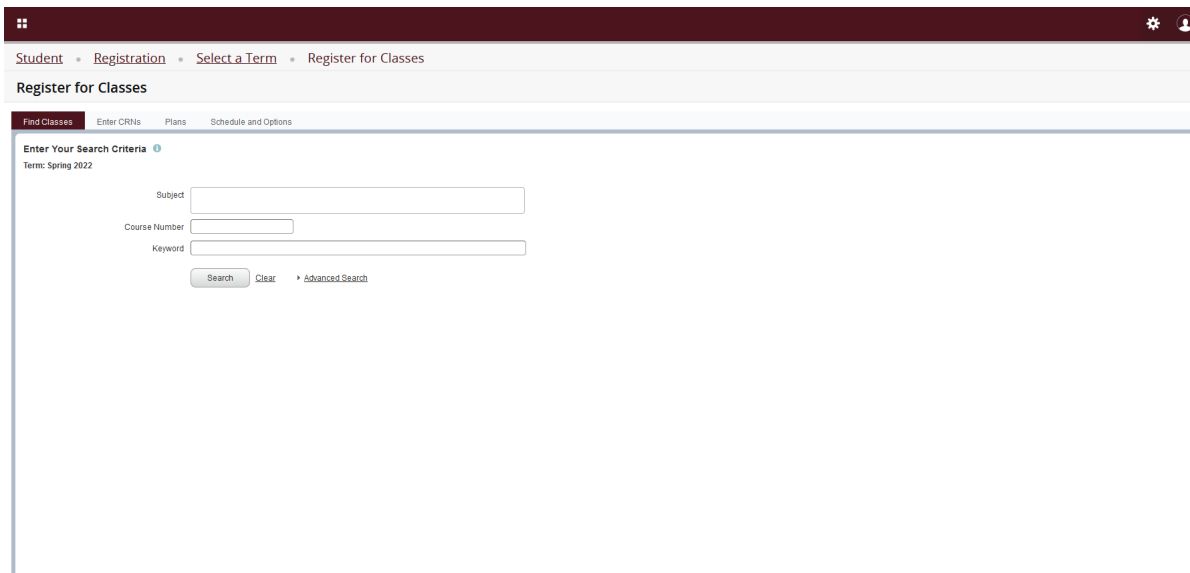 Student • Registration • Select a Term • Register for Classes
Register for Classes
Find Classes Enter CRNs Plans Schedule and Options
Enter Your Search Criteria
Term: Spring 2022
Subject
Course Number
Keyword
Search Clear Advanced Search